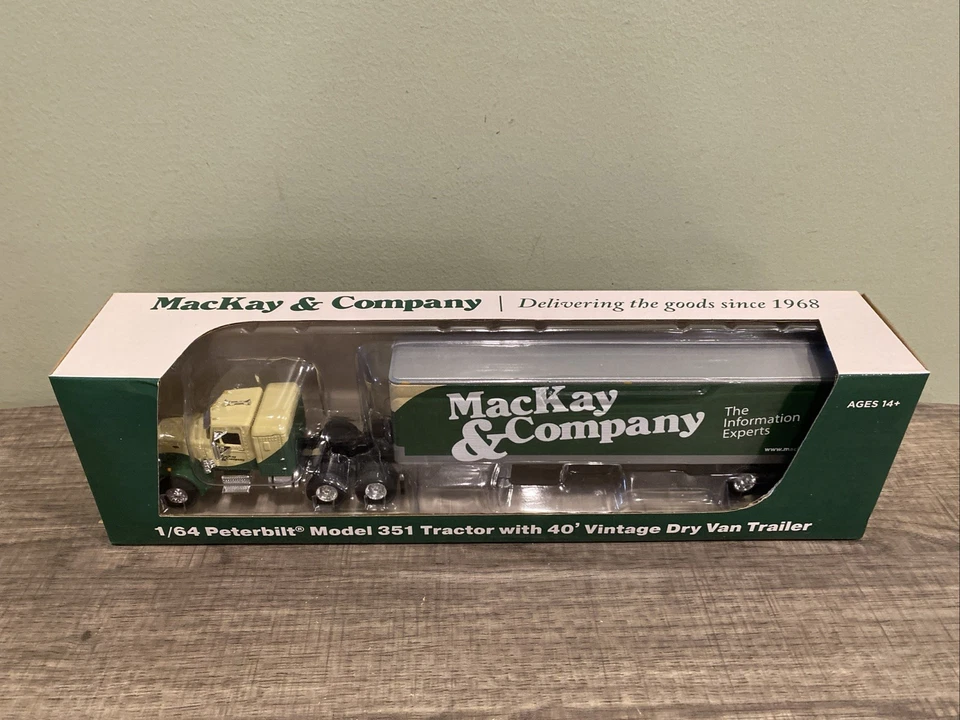 MacKay & Company | Delivering the goods since 1968
AGES 14+
MacKay
&Company
The
Information
Experts
1/64 Peterbilt® Model 351 Tractor with 40' Vintage Dry Van Trailer